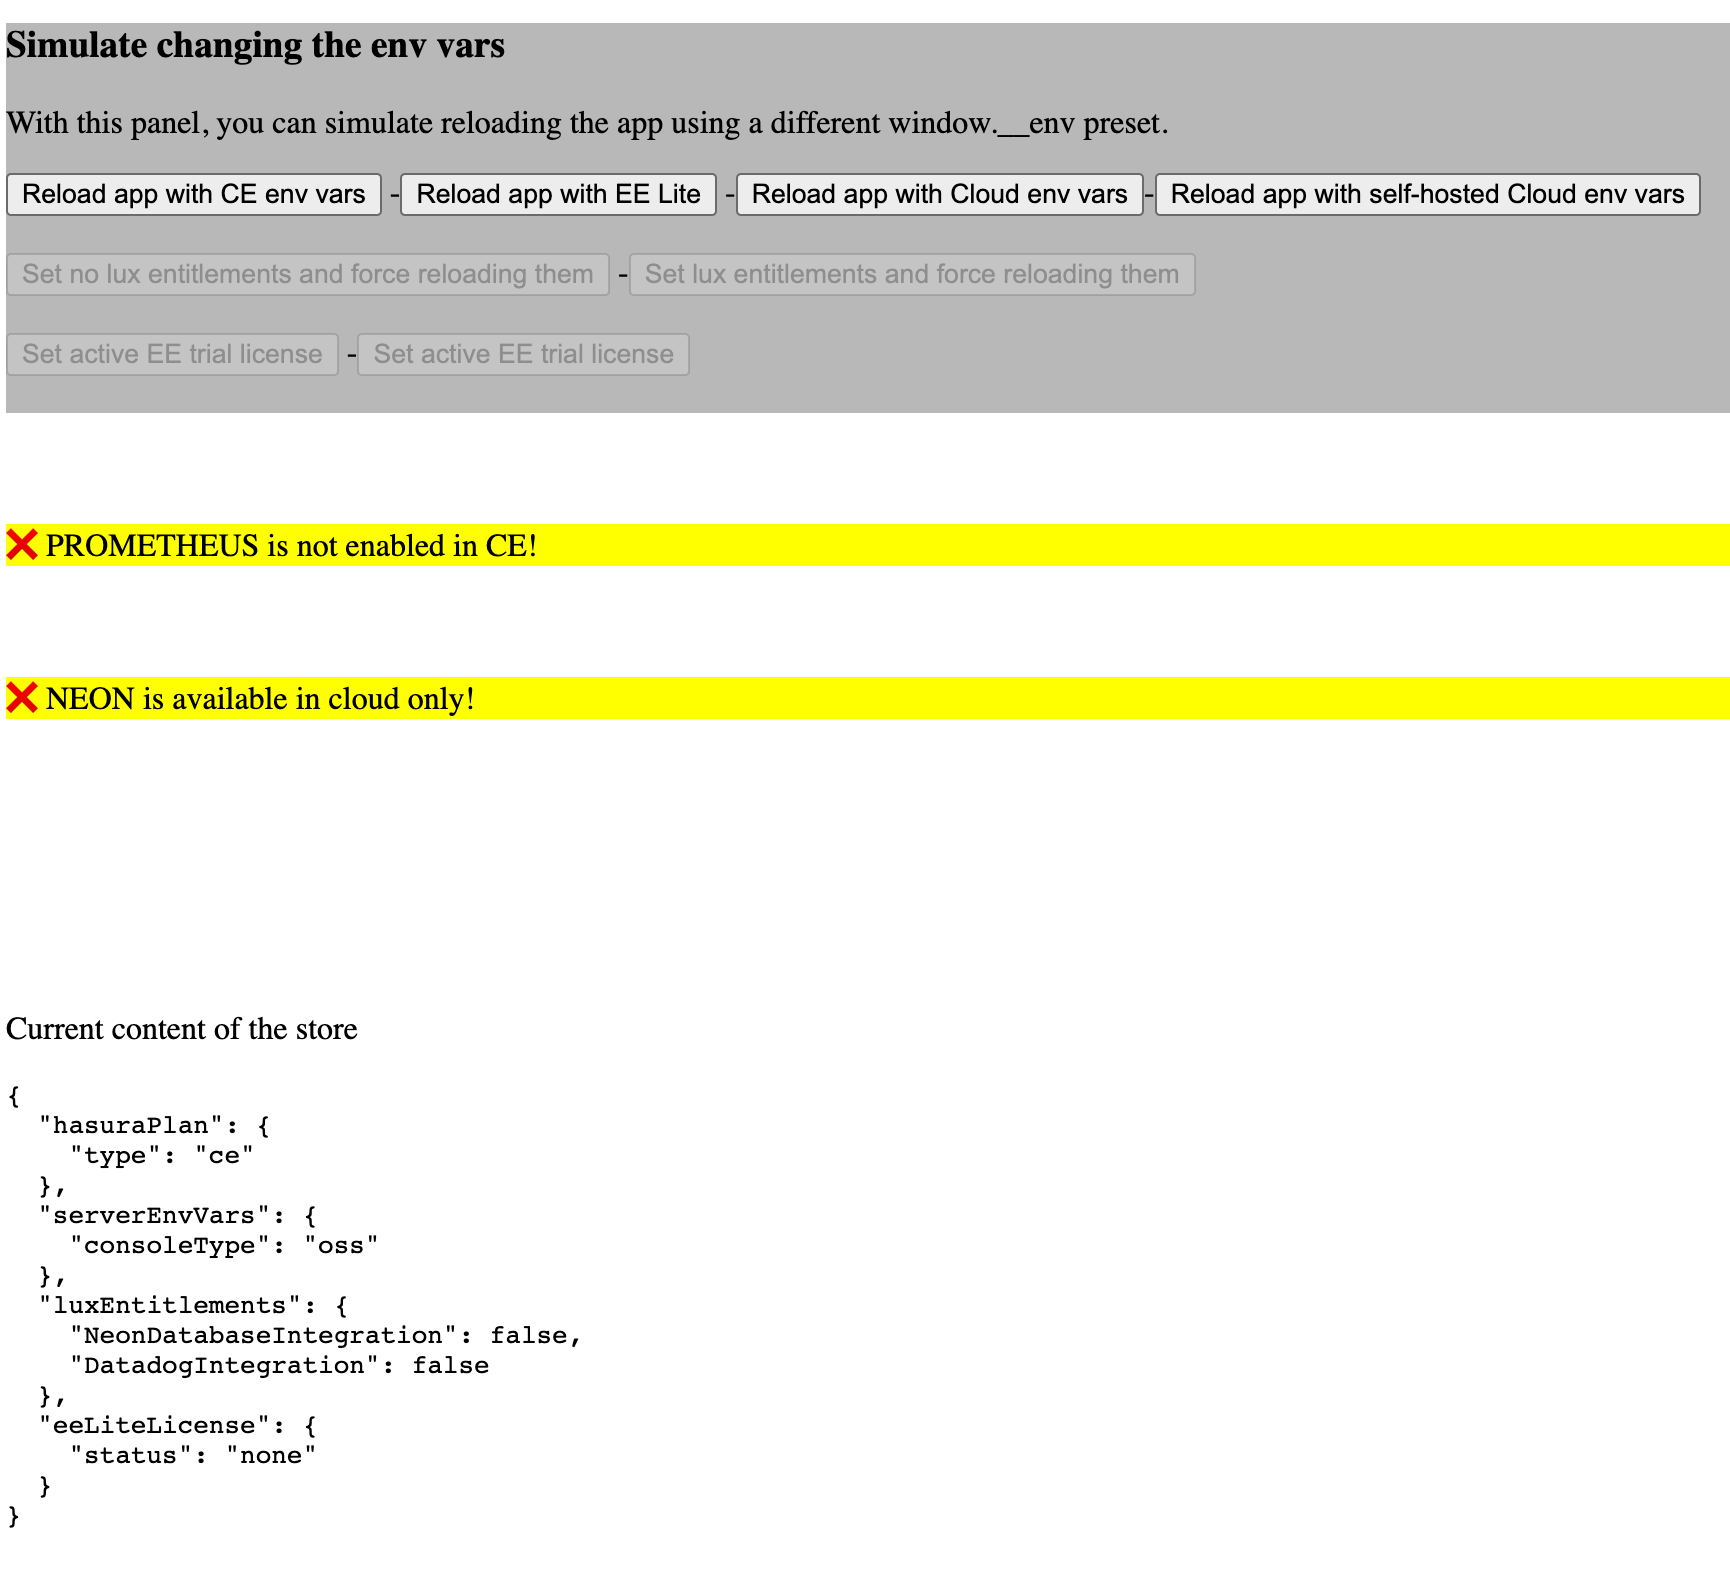 Simulate changing the env vars
With this panel, you can simulate reloading the app using a different window.__env preset.
Reload app with CE env vars - Reload app with EE Lite - Reload app with Cloud env vars - Reload app with self-hosted Cloud env vars
Set no lux entitlements and force reloading them - Set lux entitlements and force reloading them
Set active EE trial license - Set active EE trial license
❌ PROMETHEUS is not enabled in CE!
❌ NEON is available in cloud only!
Current content of the store
{
  "hasuraPlan": {
    "type": "ce"
  },
  "serverEnvVars": {
    "consoleType": "oss"
  },
  "luxEntitlements": {
    "NeonDatabaseIntegration": false,
    "DatadogIntegration": false
  },
  "eeLiteLicense": {
    "status": "none"
  }
}